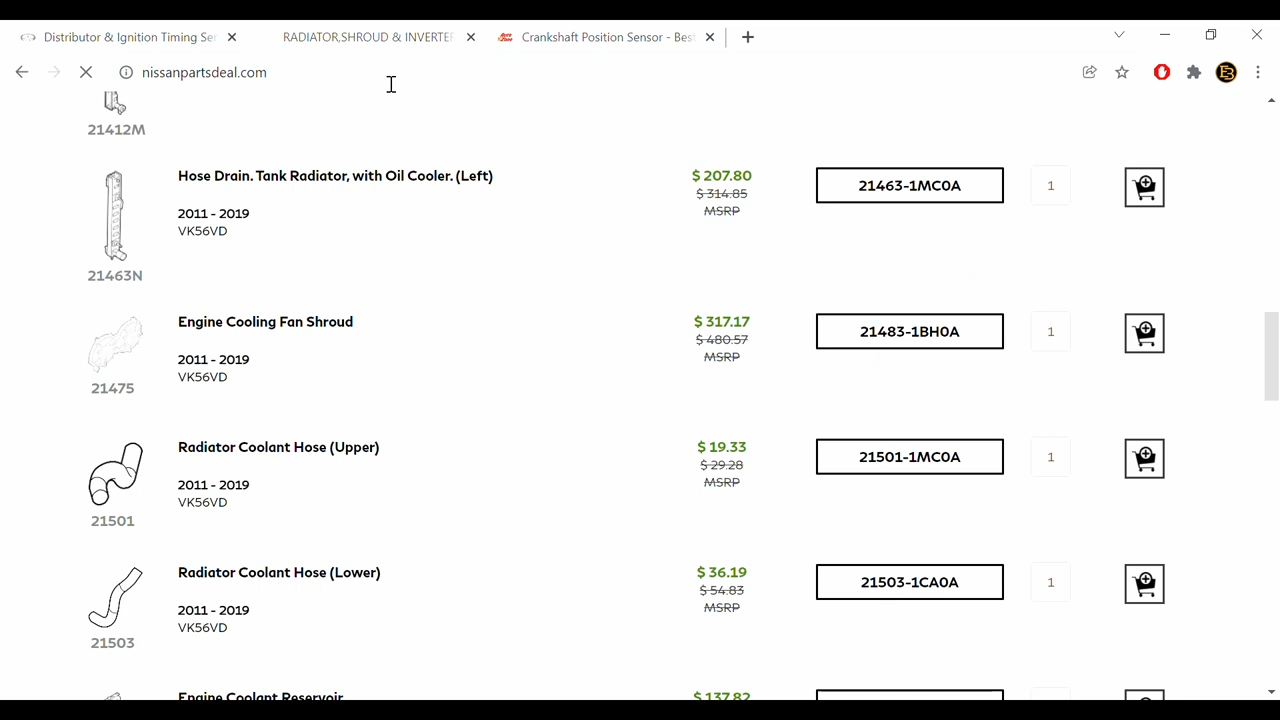 Distributor & Ignition Timing Ser
RADIATOR,SHROUD & INVERTER
Crankshaft Position Sensor - Bes
nissanpartsdeal.com
21412M
Hose Drain. Tank Radiator, with Oil Cooler. (Left)
$ 207.80
21463-1MC0A
1
$ 314.85
2011 - 2019
MSRP
VK56VD
21463N
Engine Cooling Fan Shroud
$ 317.17
21483-1BH0A
1
$ 480.57
2011 - 2019
MSRP
VK56VD
21475
Radiator Coolant Hose (Upper)
$ 19.33
21501-1MC0A
1
$ 29.28
2011 - 2019
MSRP
VK56VD
21501
Radiator Coolant Hose (Lower)
$ 36.19
21503-1CA0A
1
$ 54.83
2011 - 2019
MSRP
VK56VD
21503
Engine Coolant Reservoir
$ 137.82